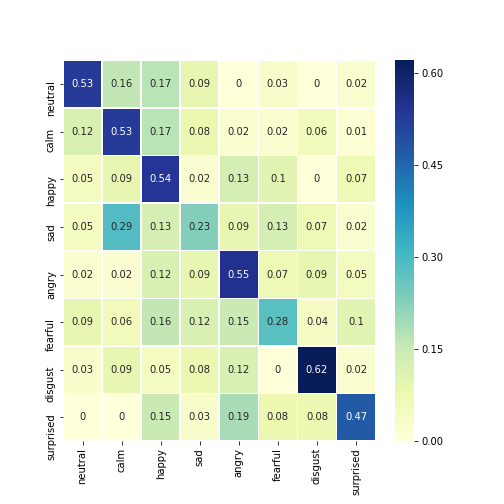 neutral 0.53 0.16 0.17 0.09 0 0.03 0 0.02
calm 0.12 0.53 0.17 0.08 0.02 0.02 0.06 0.01
happy 0.05 0.09 0.54 0.02 0.13 0.1 0 0.07
sad 0.05 0.29 0.13 0.23 0.09 0.13 0.07 0.02
angry 0.02 0.02 0.12 0.09 0.55 0.07 0.09 0.05
fearful 0.09 0.06 0.16 0.12 0.15 0.28 0.04 0.1
disgust 0.03 0.09 0.05 0.08 0.12 0 0.62 0.02
surprised 0 0 0.15 0.03 0.19 0.08 0.08 0.47
neutral calm happy sad angry fearful disgust surprised
0.60
0.45
0.30
0.15
0.00